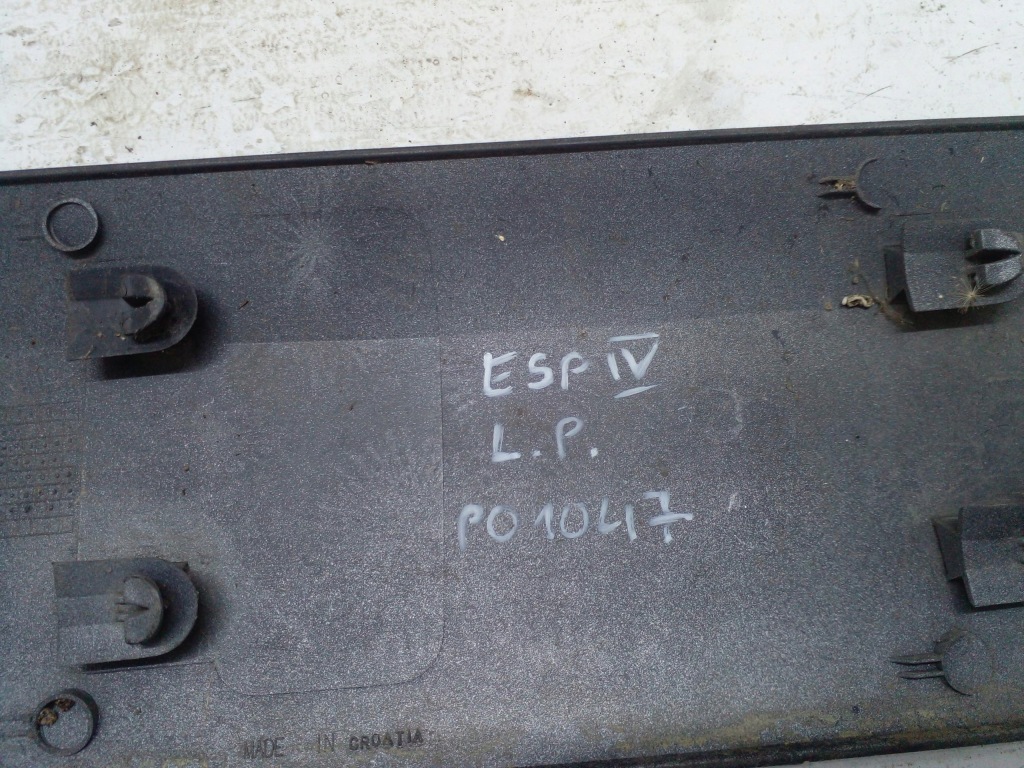 ESP IV
L.P.
PO1047
MADE IN CROATIA